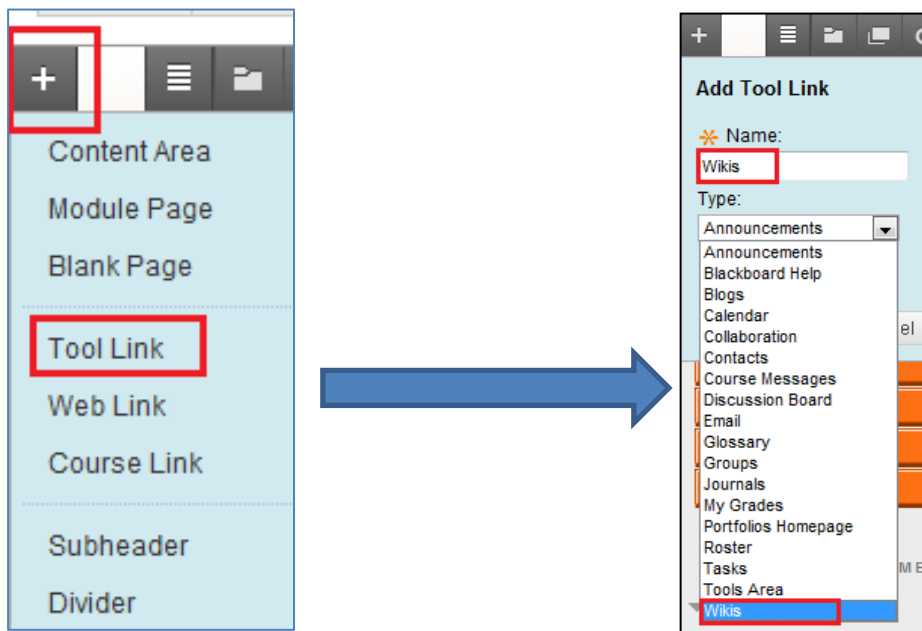 +
Content Area
Module Page
Blank Page
Tool Link
Web Link
Course Link
Subheader
Divider
+
Add Tool Link
Name:
Wikis
Type:
Announcements
Announcements
Blackboard Help
Blogs
Calendar
Collaboration
el
Contacts
Course Messages
Discussion Board
Email
Glossary
Groups
Journals
My Grades
Portfolios Homepage
Roster
Tasks
ME
Tools Area
Wikis